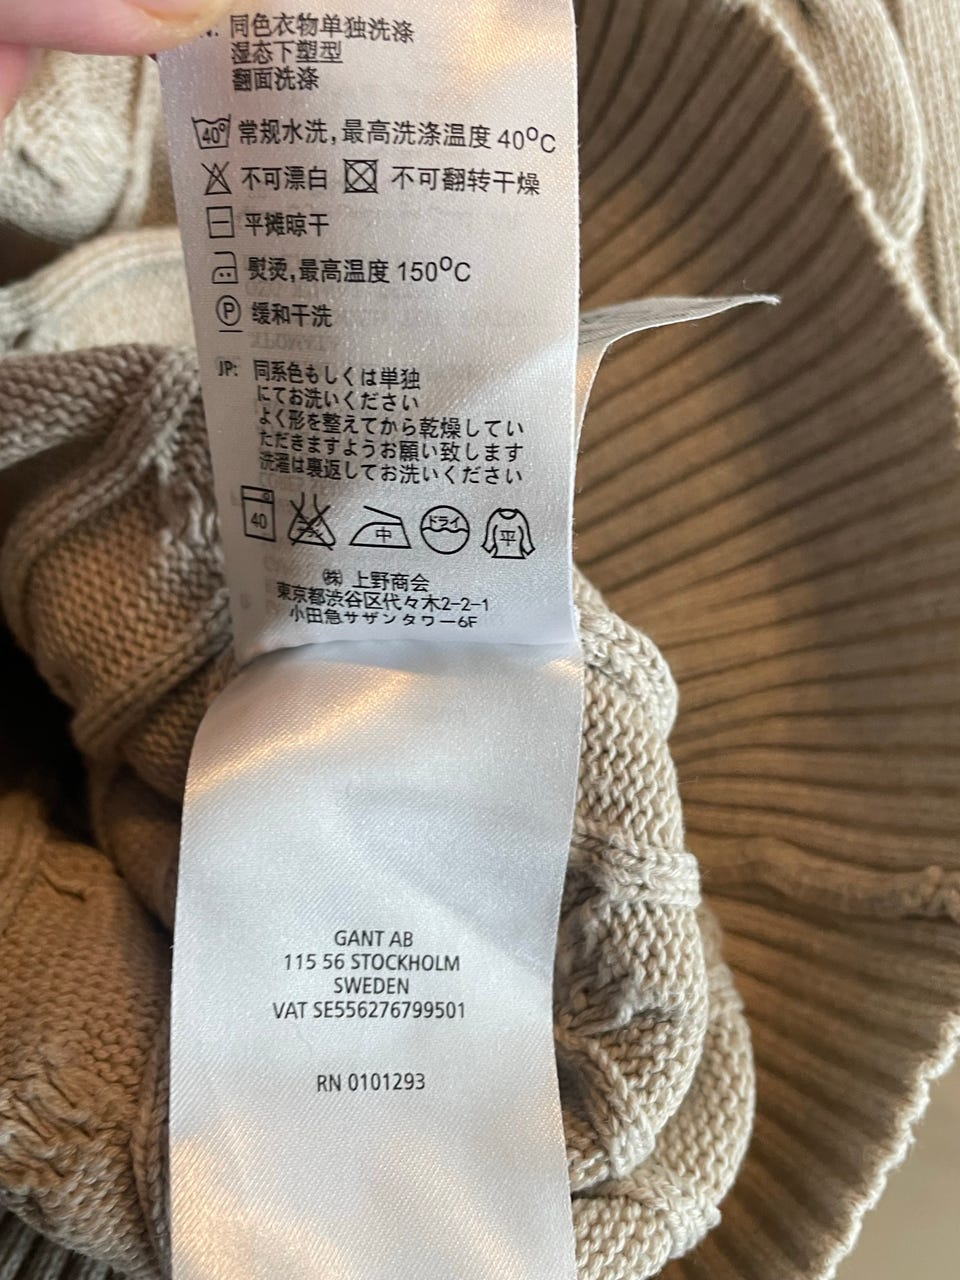 N: 同色衣物单独洗涤
湿态下塑型
翻面洗涤
40° 常规水洗,最高洗涤温度 40°C
不可漂白 不可翻转干燥
平摊晾干
熨烫,最高温度 150°C
P 缓和干洗
JP: 同系色もしくは単独
にてお洗いください
よく形を整えてから乾燥してい
ただきますようお願い致します
洗濯は裏返してお洗いください
40 中 ドライ 平
㈱ 上野商会
東京都渋谷区代々木2-2-1
小田急サザンタワー6F
GANT AB
115 56 STOCKHOLM
SWEDEN
VAT SE556276799501
RN 0101293